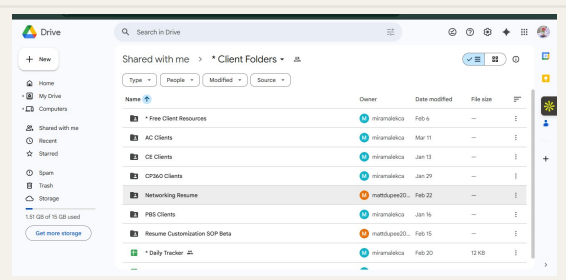 Drive
Search in Drive
New
Home
My Drive
Computers
Shared with me
Recent
Starred
Spam
Trash
Storage
1.51 GB of 15 GB used
Get more storage
Shared with me > * Client Folders
Type
People
Modified
Source
Name
Owner
Date modified
File size
* Free Client Resources M miramalekca Feb 6 —
AC Clients M miramalekca Mar 11 —
CE Clients M miramalekca Jan 13 —
CP360 Clients M miramalekca Jan 29 —
Networking Resume M mattdupee20... Feb 22 —
PBS Clients M miramalekca Jan 16 —
Resume Customization SOP Beta M mattdupee20... Feb 15 —
* Daily Tracker M miramalekca Feb 20 12 KB